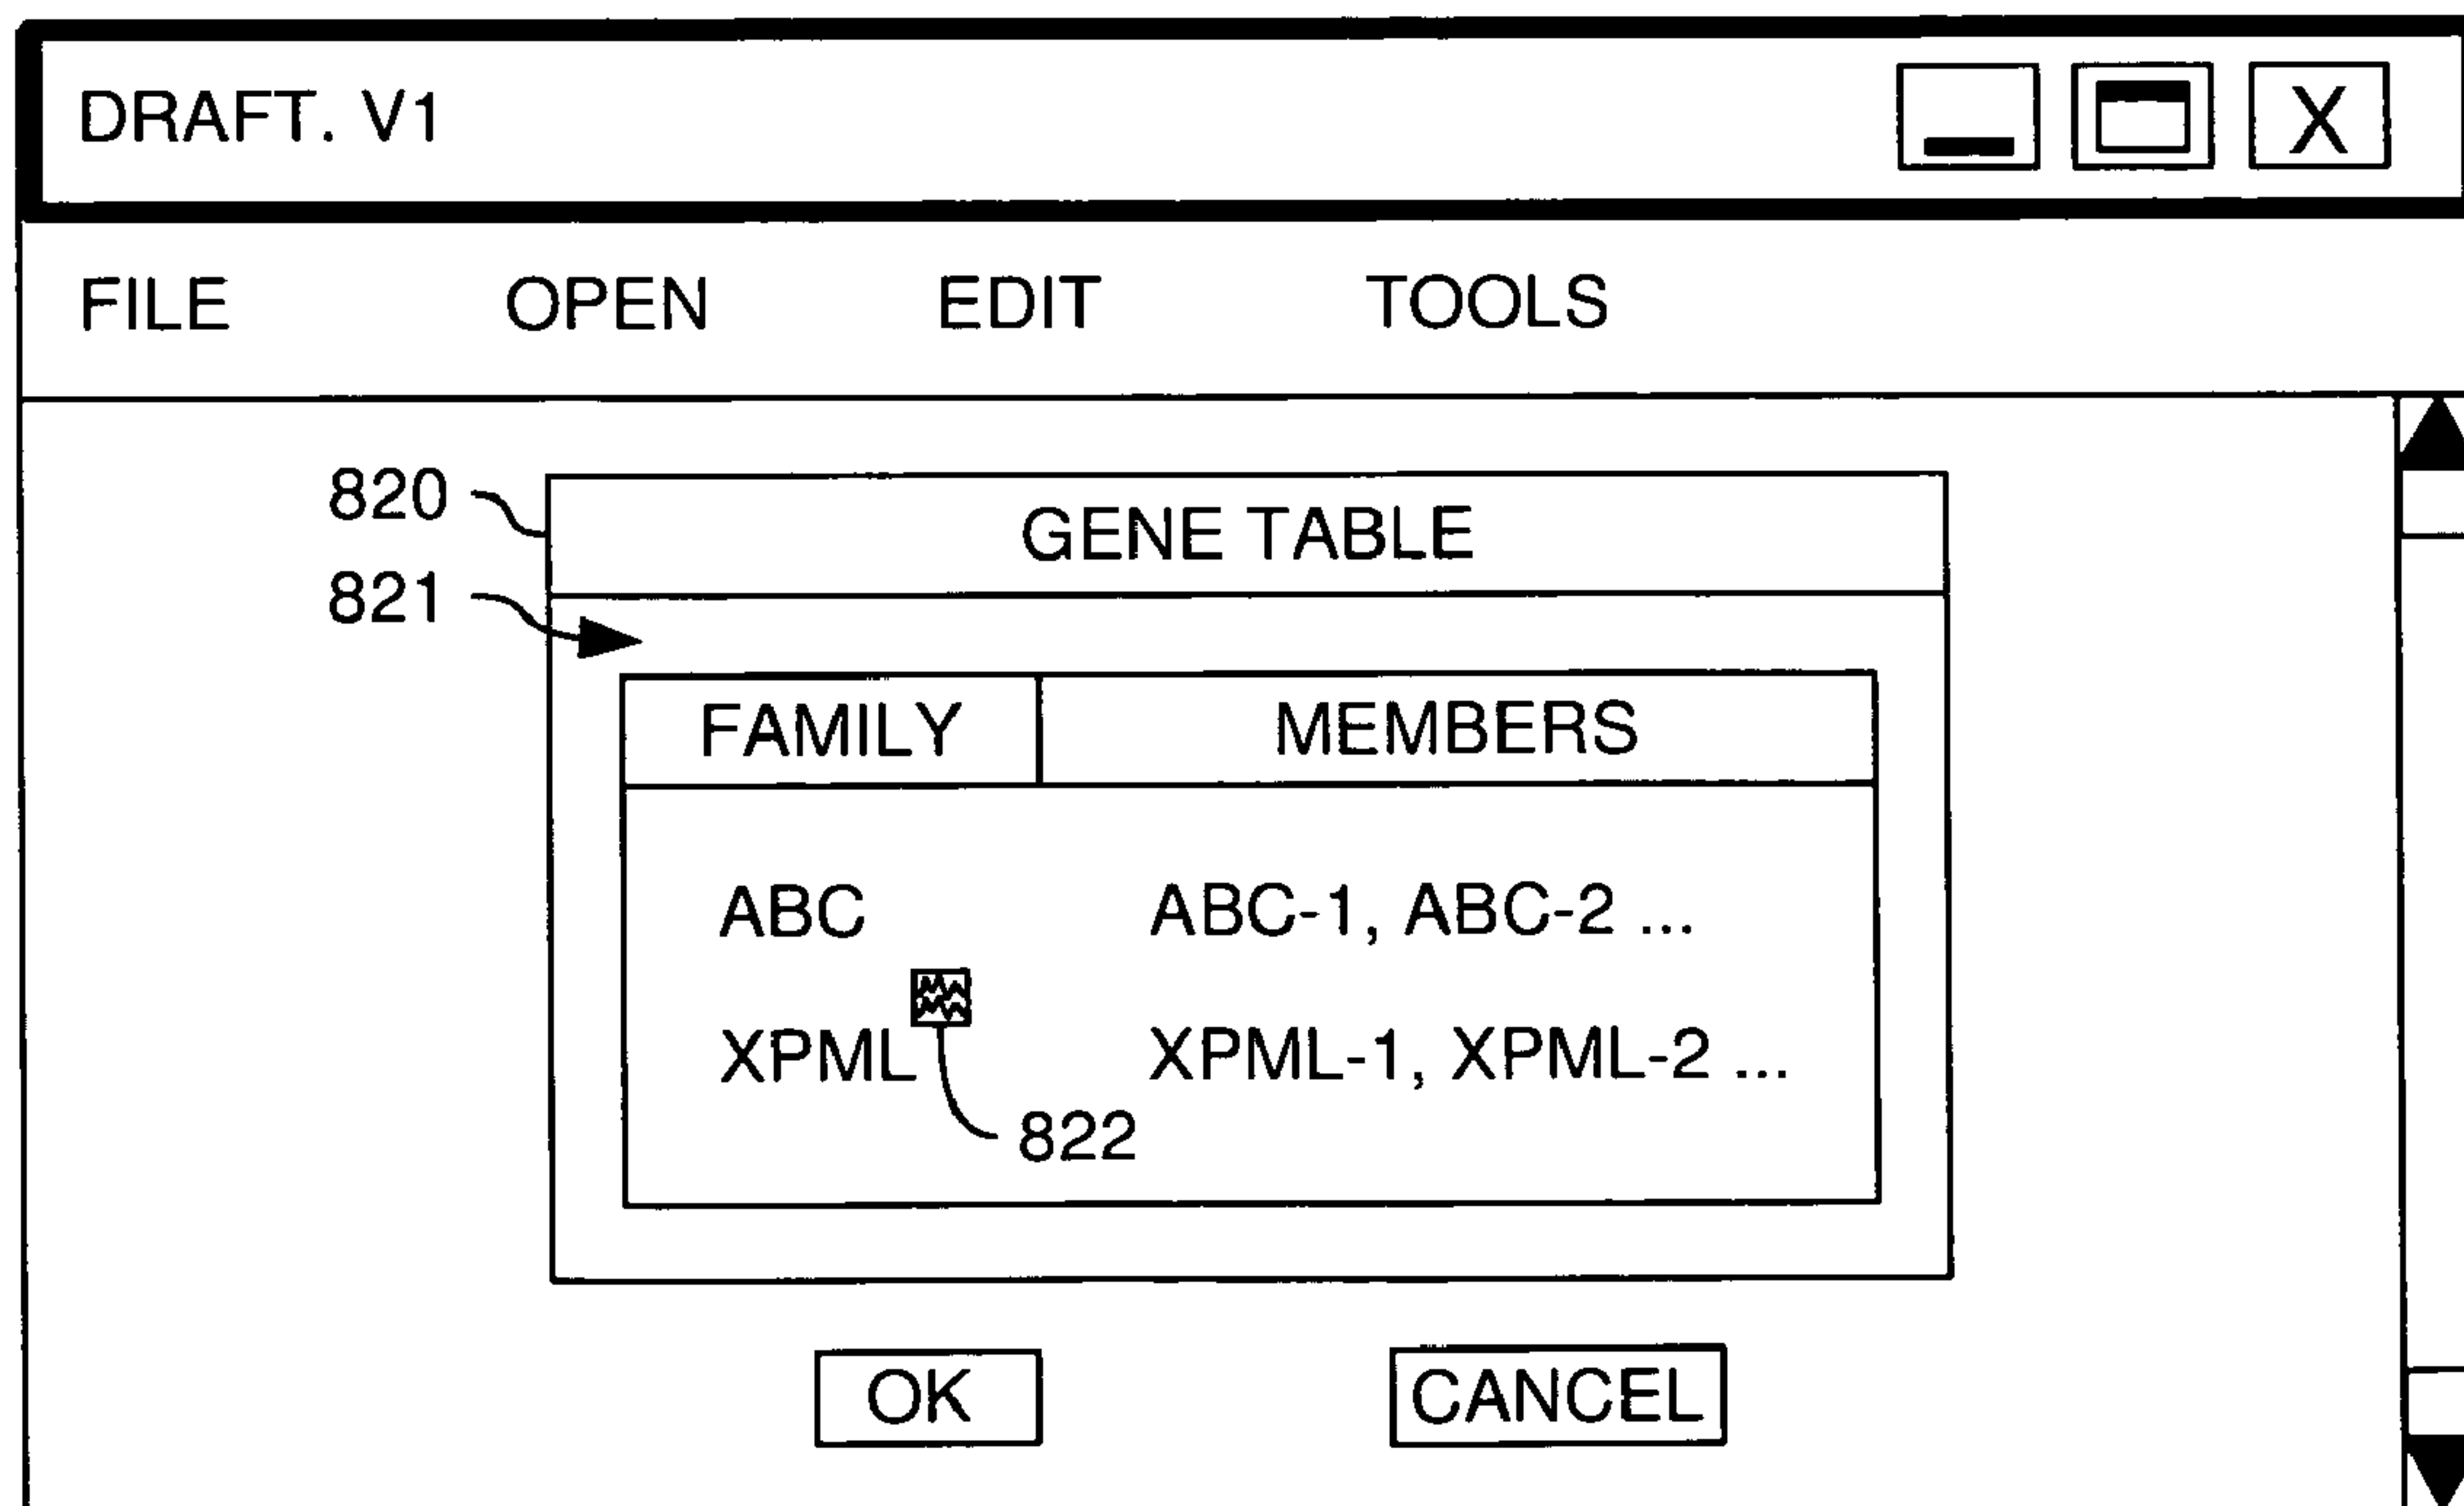 DRAFT. V1 X
FILE OPEN EDIT TOOLS
820
GENE TABLE
821
FAMILY MEMBERS
ABC ABC-1, ABC-2 ...
XPML XPML-1, XPML-2 ...
822
OK CANCEL